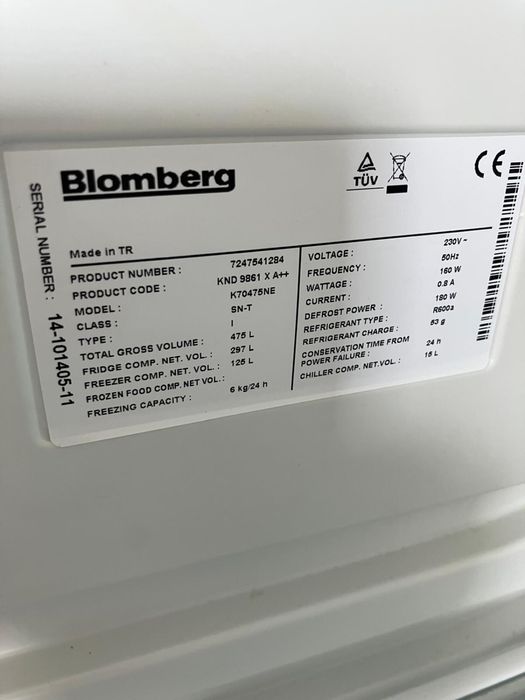 Blomberg
TÜV
CE
SERIAL NUMBER : 14-101405-11
Made in TR
PRODUCT NUMBER : 7247541284
PRODUCT CODE : KND 9861 X A++
MODEL : K70475NE
CLASS : SN-T
TYPE : I
TOTAL GROSS VOLUME : 475 L
FRIDGE COMP. NET. VOL. : 297 L
FREEZER COMP. NET VOL. : 125 L
FROZEN FOOD COMP. NET VOL. :
FREEZING CAPACITY : 6 kg/24 h
VOLTAGE : 230V~
FREQUENCY : 50Hz
WATTAGE : 160 W
CURRENT : 0.8 A
DEFROST POWER : 180 W
REFRIGERANT TYPE : R600a
REFRIGERANT CHARGE : 53 g
CONSERVATION TIME FROM
POWER FAILURE : 24 h
CHILLER COMP. NET.VOL. : 15 L